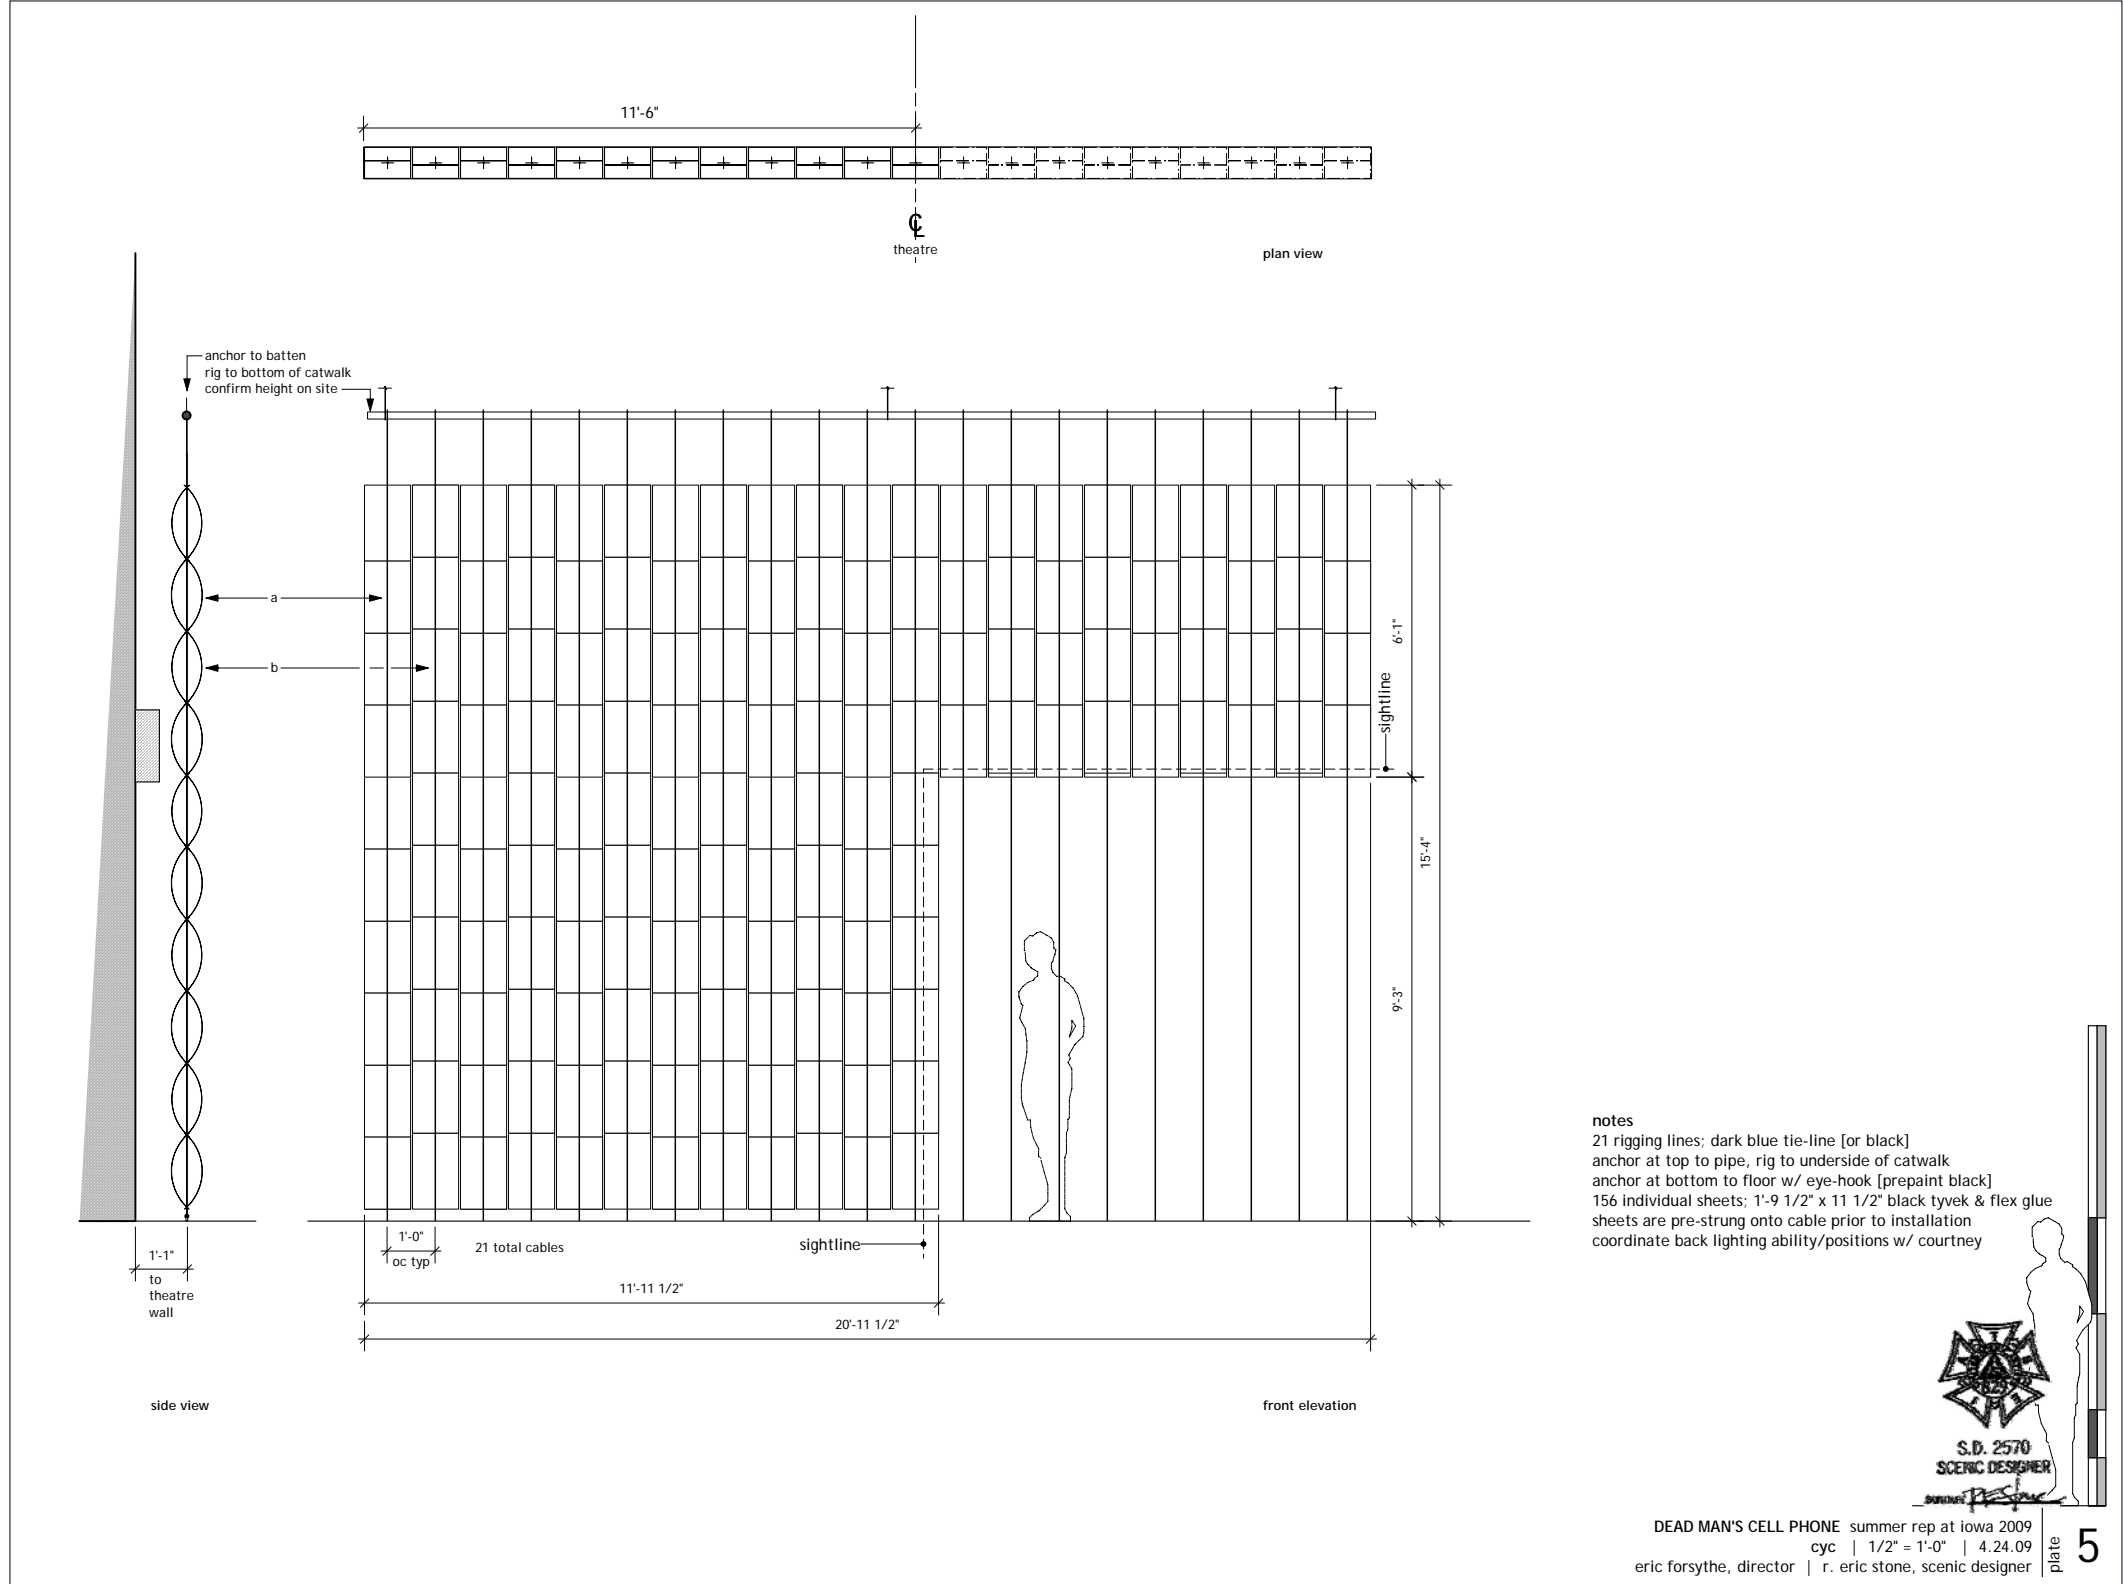 11'-6"
℄
theatre
plan view
anchor to batten
rig to bottom of catwalk
confirm height on site
a
b
6'-1"
sightline
15'-4"
9'-3"
1'-0"
oc typ
21 total cables
sightline
1'-1"
to
theatre
wall
11'-11 1/2"
20'-11 1/2"
side view
front elevation
notes
21 rigging lines; dark blue tie-line [or black]
anchor at top to pipe, rig to underside of catwalk
anchor at bottom to floor w/ eye-hook [prepaint black]
156 individual sheets; 1'-9 1/2" x 11 1/2" black tyvek & flex glue
sheets are pre-strung onto cable prior to installation
coordinate back lighting ability/positions w/ courtney
829
S.D. 2570
SCENIC DESIGNER
DEAD MAN'S CELL PHONE summer rep at iowa 2009
cyc | 1/2" = 1'-0" | 4.24.09
eric forsythe, director | r. eric stone, scenic designer
plate 5